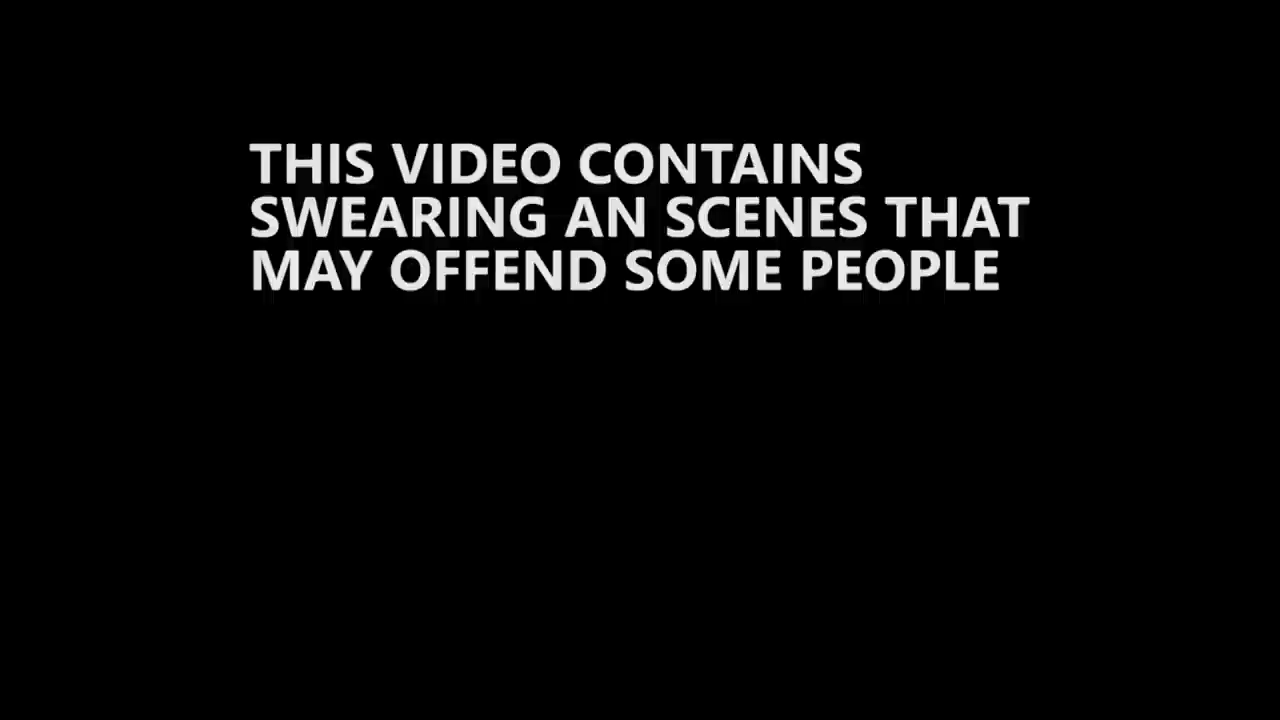 THIS VIDEO CONTAINS
SWEARING AN SCENES THAT
MAY OFFEND SOME PEOPLE